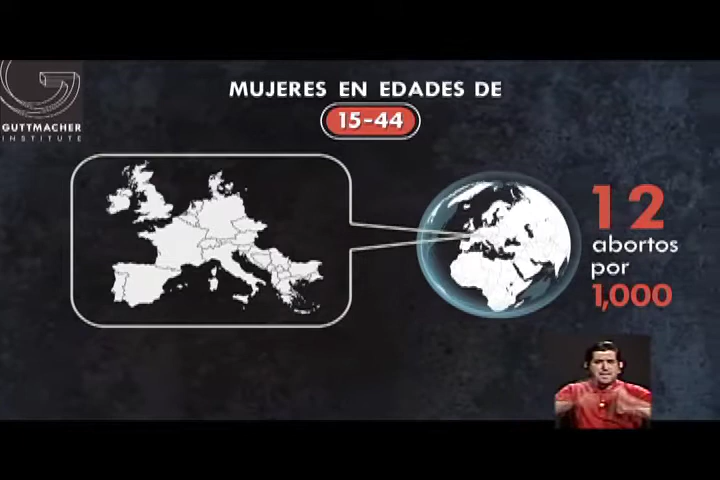 GUTTMACHER
INSTITUTE
MUJERES EN EDADES DE
15-44
12
abortos
por
1,000